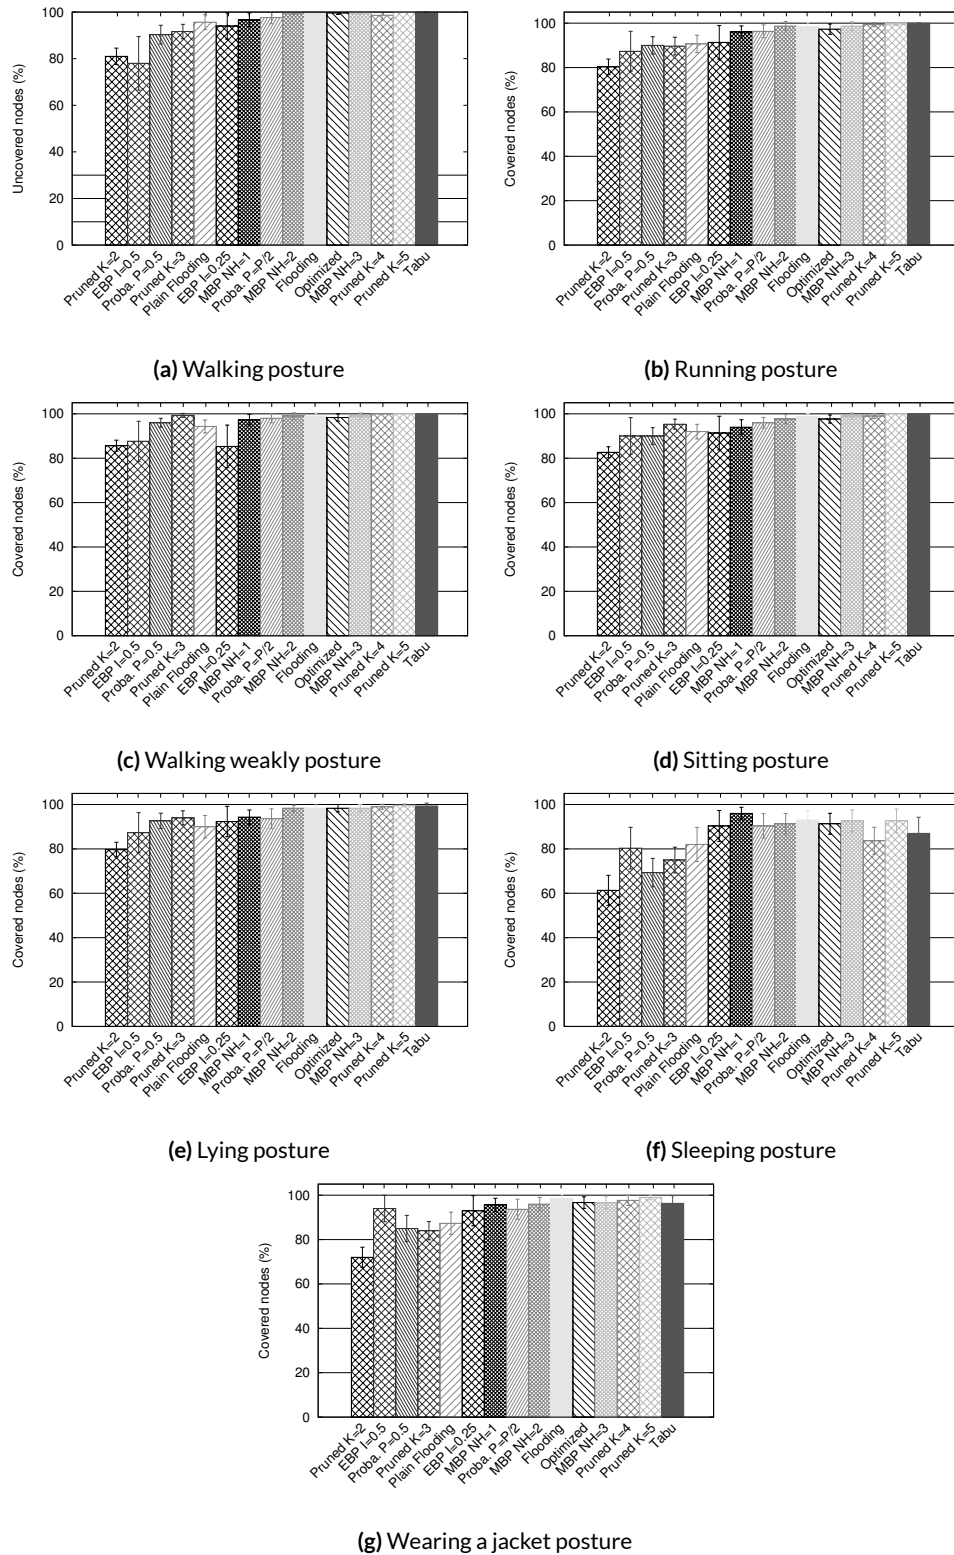 Uncovered nodes (%)
100
80
60
40
20
0
Pruned K=2
EBP I=0.5
Proba. P=0.5
Pruned K=3
Plain Flooding
EBP I=0.25
MBP NH=1
Proba. P=P/2
MBP NH=2
Flooding
Optimized
MBP NH=3
Pruned K=4
Pruned K=5
Tabu
(a) Walking posture
Covered nodes (%)
100
80
60
40
20
0
Pruned K=2
EBP I=0.5
Proba. P=0.5
Pruned K=3
Plain Flooding
EBP I=0.25
MBP NH=1
Proba. P=P/2
MBP NH=2
Flooding
Optimized
MBP NH=3
Pruned K=4
Pruned K=5
Tabu
(b) Running posture
Covered nodes (%)
100
80
60
40
20
0
Pruned K=2
EBP I=0.5
Proba. P=0.5
Pruned K=3
Plain Flooding
EBP I=0.25
MBP NH=1
Proba. P=P/2
MBP NH=2
Flooding
Optimized
MBP NH=3
Pruned K=4
Pruned K=5
Tabu
(c) Walking weakly posture
Covered nodes (%)
100
80
60
40
20
0
Pruned K=2
EBP I=0.5
Proba. P=0.5
Pruned K=3
Plain Flooding
EBP I=0.25
MBP NH=1
Proba. P=P/2
MBP NH=2
Flooding
Optimized
MBP NH=3
Pruned K=4
Pruned K=5
Tabu
(d) Sitting posture
Covered nodes (%)
100
80
60
40
20
0
Pruned K=2
EBP I=0.5
Proba. P=0.5
Pruned K=3
Plain Flooding
EBP I=0.25
MBP NH=1
Proba. P=P/2
MBP NH=2
Flooding
Optimized
MBP NH=3
Pruned K=4
Pruned K=5
Tabu
(e) Lying posture
Covered nodes (%)
100
80
60
40
20
0
Pruned K=2
EBP I=0.5
Proba. P=0.5
Pruned K=3
Plain Flooding
EBP I=0.25
MBP NH=1
Proba. P=P/2
MBP NH=2
Flooding
Optimized
MBP NH=3
Pruned K=4
Pruned K=5
Tabu
(f) Sleeping posture
Covered nodes (%)
100
80
60
40
20
0
Pruned K=2
EBP I=0.5
Proba. P=0.5
Pruned K=3
Plain Flooding
EBP I=0.25
MBP NH=1
Proba. P=P/2
MBP NH=2
Flooding
Optimized
MBP NH=3
Pruned K=4
Pruned K=5
Tabu
(g) Wearing a jacket posture